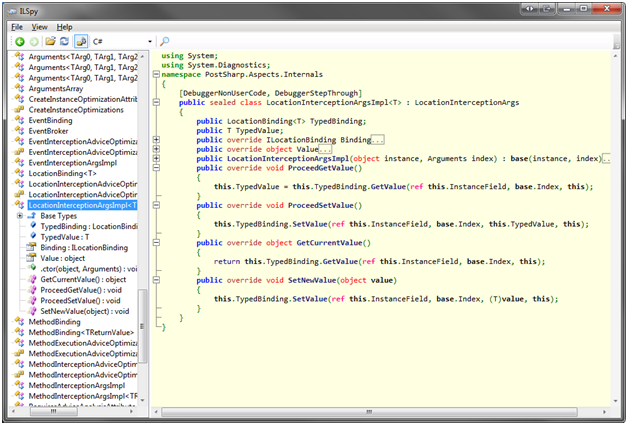 ILSpy
File View Help
C#
Arguments<TArg0, TArg1, TArg2
Arguments<TArg0, TArg1, TArg2
Arguments<TArg0, TArg1, TArg2
ArgumentsArray
CreateInstanceOptimizationAttrib
CreateInstanceOptimizations
EventBinding
EventBroker
EventInterceptionAdviceOptimiza
EventInterceptionAdviceOptimiza
EventInterceptionArgsImpl
LocationBinding<T>
LocationInterceptionAdviceOptim
LocationInterceptionAdviceOptim
LocationInterceptionArgsImpl<T
Base Types
TypedBinding : LocationBindi
TypedValue : T
Binding : ILocationBinding
Value : object
.ctor(object, Arguments) : voi
GetCurrentValue() : object
ProceedGetValue() : void
ProceedSetValue() : void
SetNewValue(object) : void
MethodBinding
MethodBinding<TReturnValue>
MethodExecutionAdviceOptimiza
MethodExecutionAdviceOptimiza
MethodInterceptionAdviceOptim
MethodInterceptionAdviceOptim
MethodInterceptionArgsImpl
MethodInterceptionArgsImpl<TR
using System;
using System.Diagnostics;
namespace PostSharp.Aspects.Internals
{
[DebuggerNonUserCode, DebuggerStepThrough]
public sealed class LocationInterceptionArgsImpl<T> : LocationInterceptionArgs
{
public LocationBinding<T> TypedBinding;
public T TypedValue;
public override ILocationBinding Binding...
public override object Value...
public LocationInterceptionArgsImpl(object instance, Arguments index) : base(instance, index)...
public override void ProceedGetValue()
{
this.TypedValue = this.TypedBinding.GetValue(ref this.InstanceField, base.Index, this);
}
public override void ProceedSetValue()
{
this.TypedBinding.SetValue(ref this.InstanceField, base.Index, this.TypedValue, this);
}
public override object GetCurrentValue()
{
return this.TypedBinding.GetValue(ref this.InstanceField, base.Index, this);
}
public override void SetNewValue(object value)
{
this.TypedBinding.SetValue(ref this.InstanceField, base.Index, (T)value, this);
}
}
}